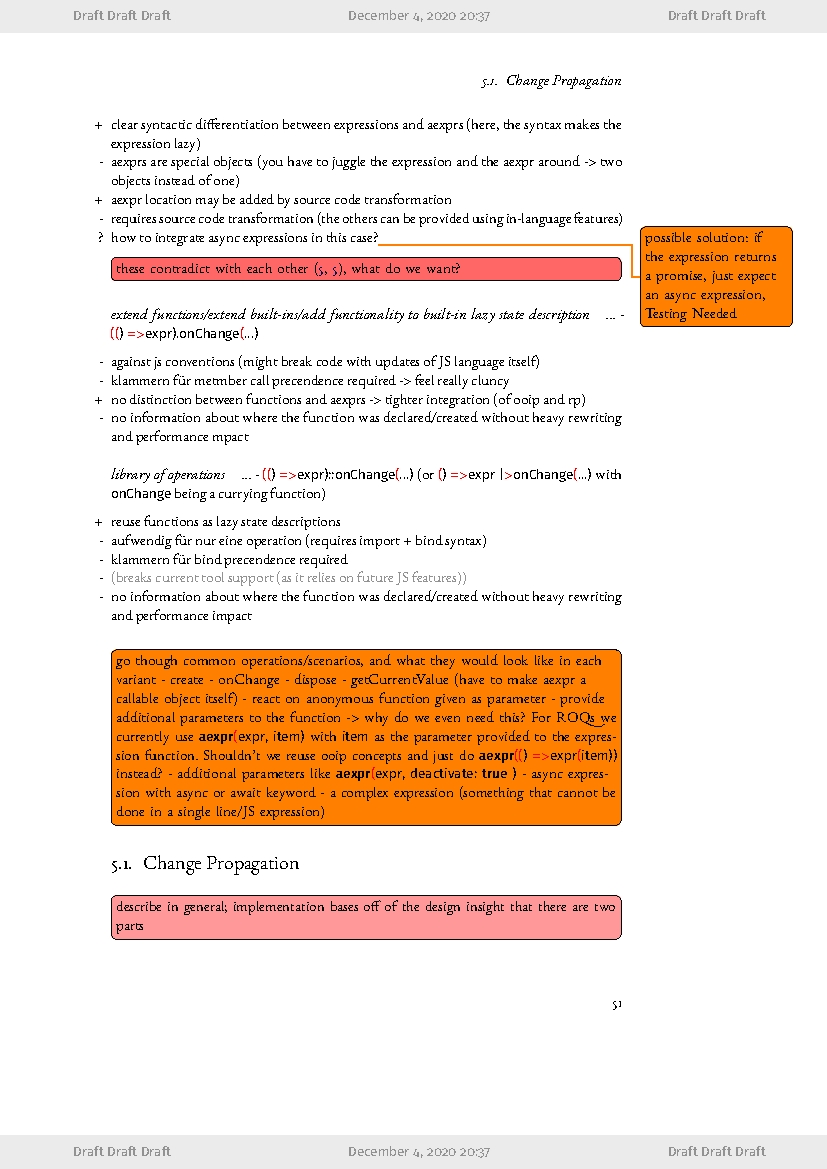 Draft Draft Draft December 4, 2020 20:37 Draft Draft Draft
5.1. Change Propagation
+ clear syntactic differentiation between expressions and aexprs (here, the syntax makes the
expression lazy)
- aexprs are special objects (you have to juggle the expression and the aexpr around -> two
objects instead of one)
+ aexpr location may be added by source code transformation
- requires source code transformation (the others can be provided using in-language features)
? how to integrate async expressions in this case?
possible solution: if
the expression returns
a promise, just expect
an async expression,
Testing Needed
these contradict with each other (5, 5), what do we want?
extend functions/extend built-ins/add functionality to built-in lazy state description ... -
(() =>expr).onChange(...)
- against js conventions (might break code with updates of JS language itself)
- klammern für metmber call precendence required -> feel really cluncy
+ no distinction between functions and aexprs -> tighter integration (of ooip and rp)
- no information about where the function was declared/created without heavy rewriting
and performance mpact
library of operations ... - (() =>expr)::onChange(...) (or () =>expr |>onChange(...) with
onChange being a currying function)
+ reuse functions as lazy state descriptions
- aufwendig für nur eine operation (requires import + bind syntax)
- klammern für bind precendence required
- (breaks current tool support (as it relies on future JS features))
- no information about where the function was declared/created without heavy rewriting
and performance impact
go though common operations/scenarios, and what they would look like in each
variant - create - onChange - dispose - getCurrentValue (have to make aexpr a
callable object itself) - react on anonymous function given as parameter - provide
additional parameters to the function -> why do we even need this? For ROQs we
currently use aexpr(expr, item) with item as the parameter provided to the expres-
sion function. Shouldn't we reuse ooip concepts and just do aexpr(() =>expr(item))
instead? - additional parameters like aexpr(expr, deactivate: true ) - async expres-
sion with async or await keyword - a complex expression (something that cannot be
done in a single line/JS expression)
5.1. Change Propagation
describe in general; implementation bases off of the design insight that there are two
parts
51
Draft Draft Draft December 4, 2020 20:37 Draft Draft Draft